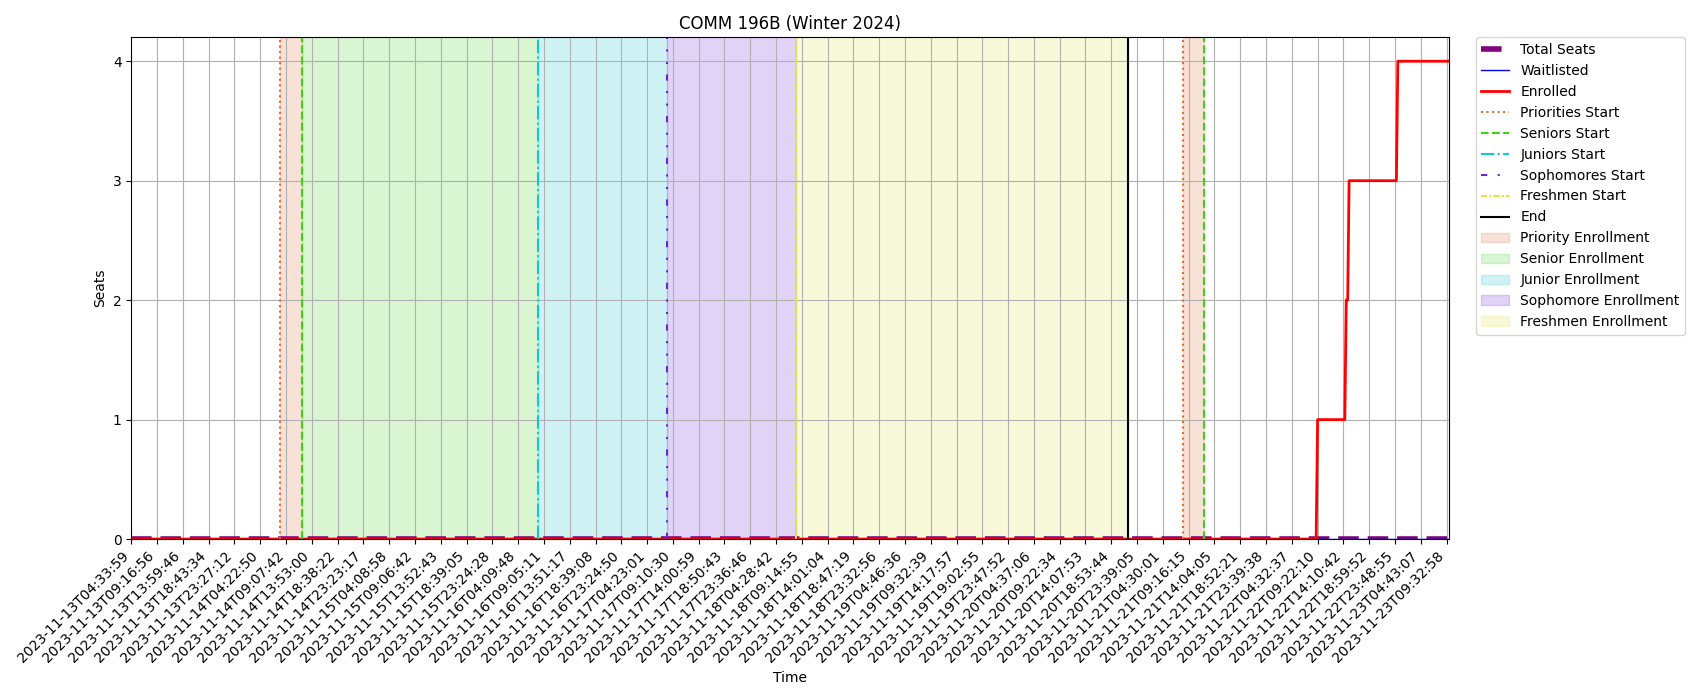 COMM 196B (Winter 2024)
Seats
4
3
2
1
0
2023-11-13T04:33:59
2023-11-13T09:16:56
2023-11-13T13:59:46
2023-11-13T18:43:34
2023-11-13T23:27:12
2023-11-14T04:22:50
2023-11-14T09:07:42
2023-11-14T13:53:00
2023-11-14T18:38:22
2023-11-14T23:23:17
2023-11-15T04:08:58
2023-11-15T09:06:42
2023-11-15T13:52:43
2023-11-15T18:39:05
2023-11-15T23:24:28
2023-11-16T04:09:48
2023-11-16T09:05:11
2023-11-16T13:51:17
2023-11-16T18:39:08
2023-11-16T23:24:50
2023-11-17T04:23:01
2023-11-17T09:10:30
2023-11-17T14:00:59
2023-11-17T18:50:43
2023-11-17T23:36:46
2023-11-18T04:28:42
2023-11-18T09:14:55
2023-11-18T14:01:04
2023-11-18T18:47:19
2023-11-18T23:32:56
2023-11-19T04:46:36
2023-11-19T09:32:39
2023-11-19T14:17:57
2023-11-19T19:02:55
2023-11-19T23:47:52
2023-11-20T04:37:06
2023-11-20T09:22:34
2023-11-20T14:07:53
2023-11-20T18:53:44
2023-11-20T23:39:05
2023-11-21T04:30:01
2023-11-21T09:16:15
2023-11-21T14:04:05
2023-11-21T18:52:21
2023-11-21T23:39:38
2023-11-22T04:32:37
2023-11-22T09:22:10
2023-11-22T14:10:42
2023-11-22T18:59:52
2023-11-22T23:48:55
2023-11-23T04:43:07
2023-11-23T09:32:58
Time
Total Seats
Waitlisted
Enrolled
Priorities Start
Seniors Start
Juniors Start
Sophomores Start
Freshmen Start
End
Priority Enrollment
Senior Enrollment
Junior Enrollment
Sophomore Enrollment
Freshmen Enrollment